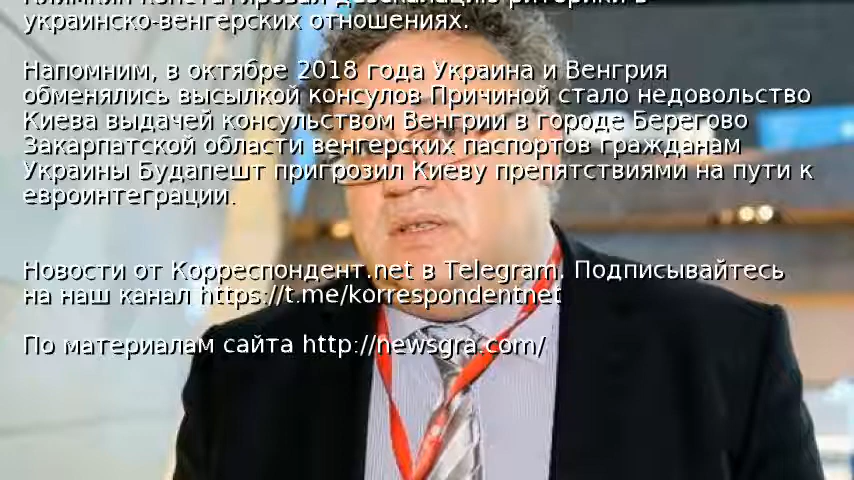 украинско-венгерских отношениях.
Напомним, в октябре 2018 года Украина и Венгрия
обменялись высылкой консулов Причиной стало недовольство
Киева выдачей консульством Венгрии в городе Берегово
Закарпатской области венгерских паспортов гражданам
Украины Будапешт пригрозил Киеву препятствиями на пути к
евроинтеграции.
Новости от Корреспондент.net в Telegram. Подписывайтесь
на наш канал https://t.me/korrespondentnet
По материалам сайта http://newsgra.com/